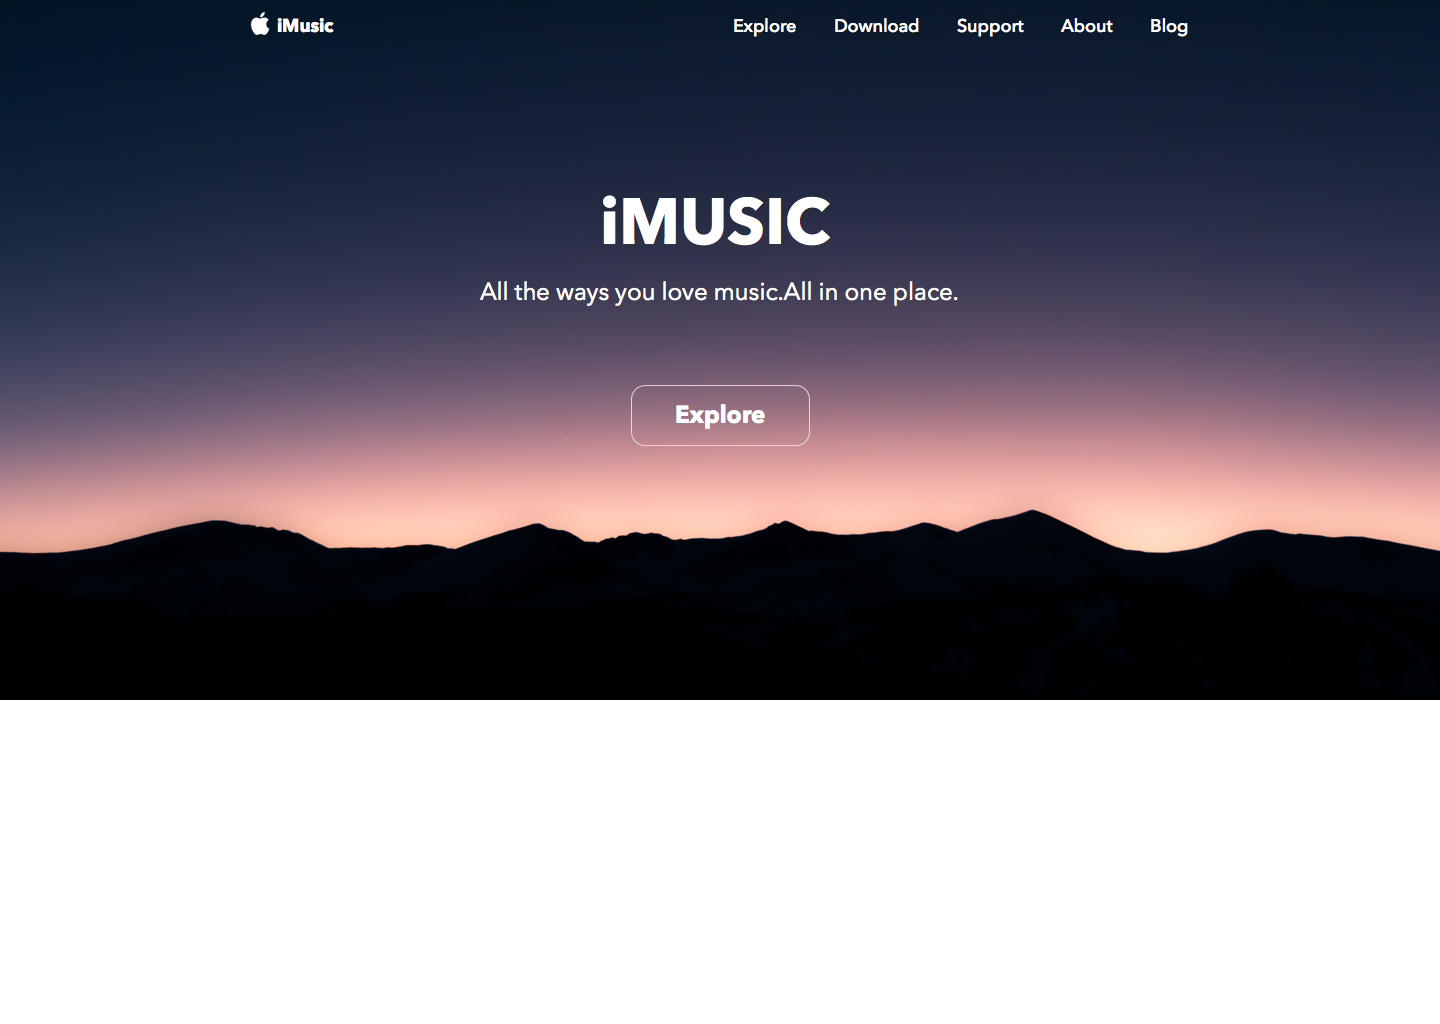 iMusic Explore Download Support About Blog
iMUSIC
All the ways you love music.All in one place.
Explore